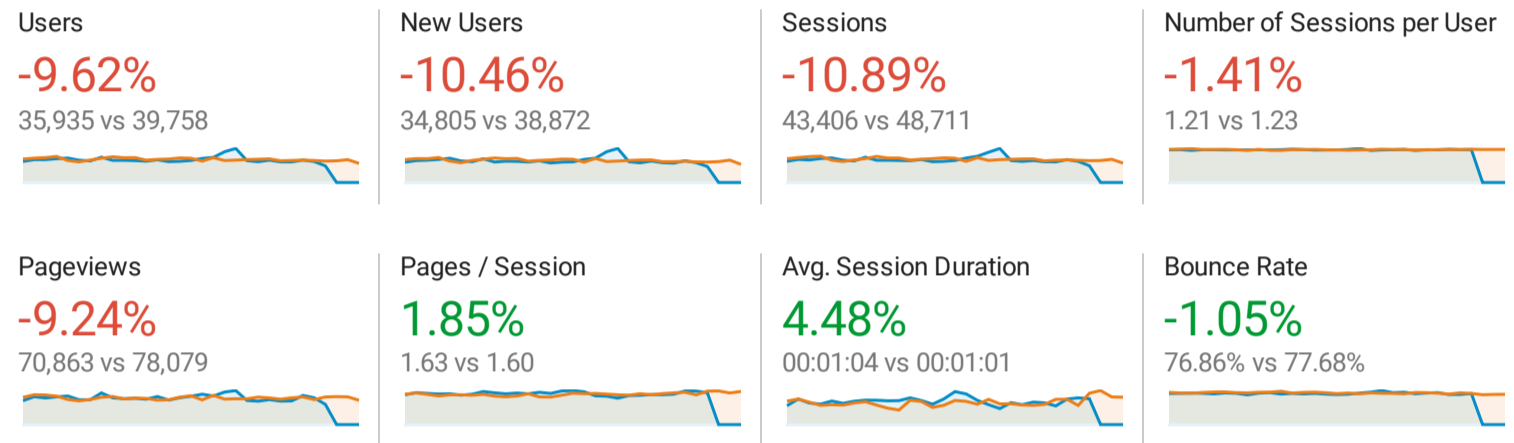 Users
-9.62%
35,935 vs 39,758
New Users
-10.46%
34,805 vs 38,872
Sessions
-10.89%
43,406 vs 48,711
Number of Sessions per User
-1.41%
1.21 vs 1.23
Pageviews
-9.24%
70,863 vs 78,079
Pages / Session
1.85%
1.63 vs 1.60
Avg. Session Duration
4.48%
00:01:04 vs 00:01:01
Bounce Rate
-1.05%
76.86% vs 77.68%